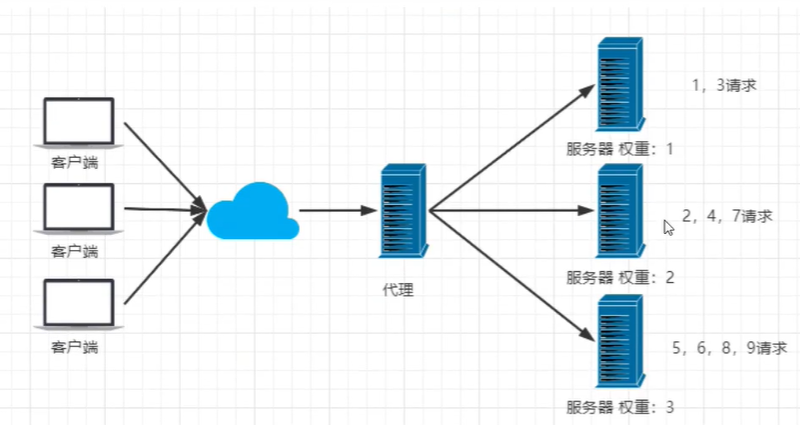 1，3请求
客户端
服务器 权重：1
2，4，7请求
客户端
服务器 权重：2
代理
客户端
5，6，8，9请求
服务器 权重：3